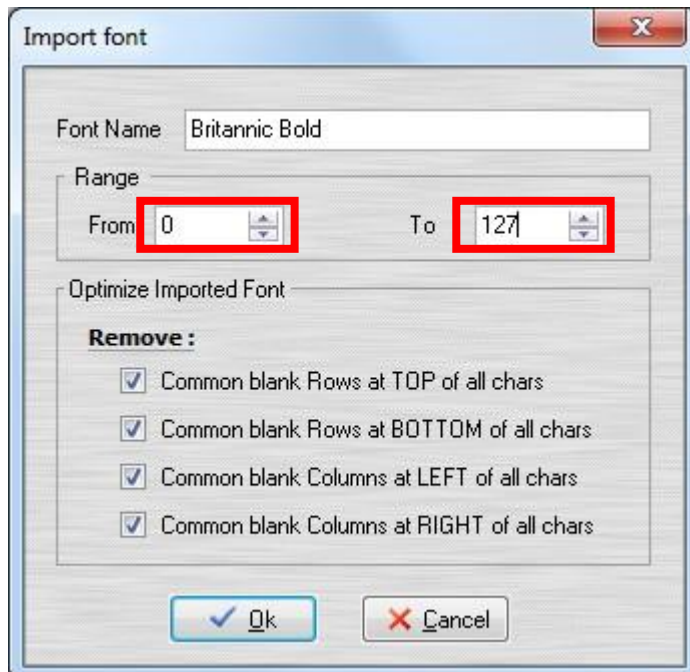 Import font
Font Name Britannic Bold
Range
From 0 To 127
Optimize Imported Font
Remove :
Common blank Rows at TOP of all chars
Common blank Rows at BOTTOM of all chars
Common blank Columns at LEFT of all chars
Common blank Columns at RIGHT of all chars
Ok Cancel